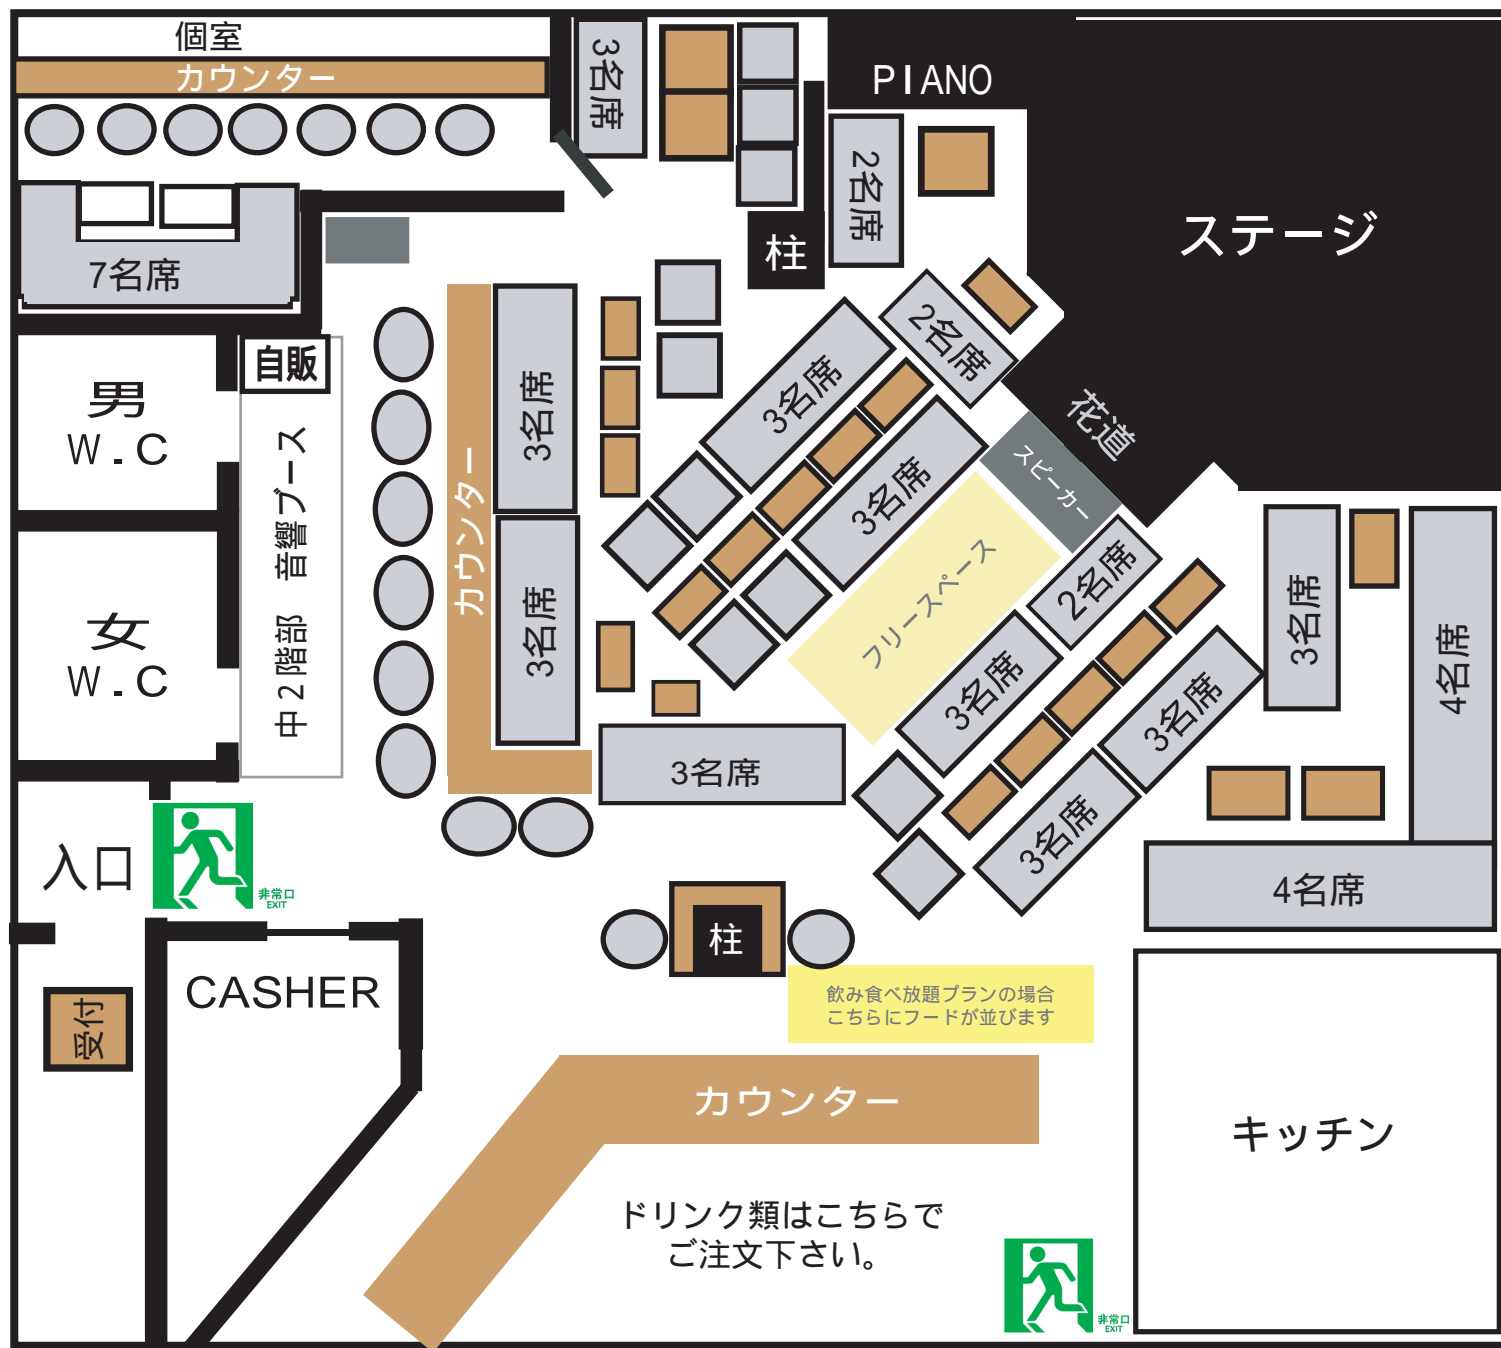 個室
カウンター
3名席
PIANO
2名席
ステージ
柱
7名席
2名席
自販
3名席
3名席
男
W.C
花道
カウンター
中2階部 音響ブース
スピーカー
3名席
フリースペース
2名席
3名席
3名席
女
W.C
3名席
3名席
4名席
3名席
3名席
入口
非常口
EXIT
4名席
柱
CASHER
飲み食べ放題プランの場合
こちらにフードが並びます
受付
カウンター
キッチン
ドリンク類はこちらで
ご注文下さい。
非常口
EXIT